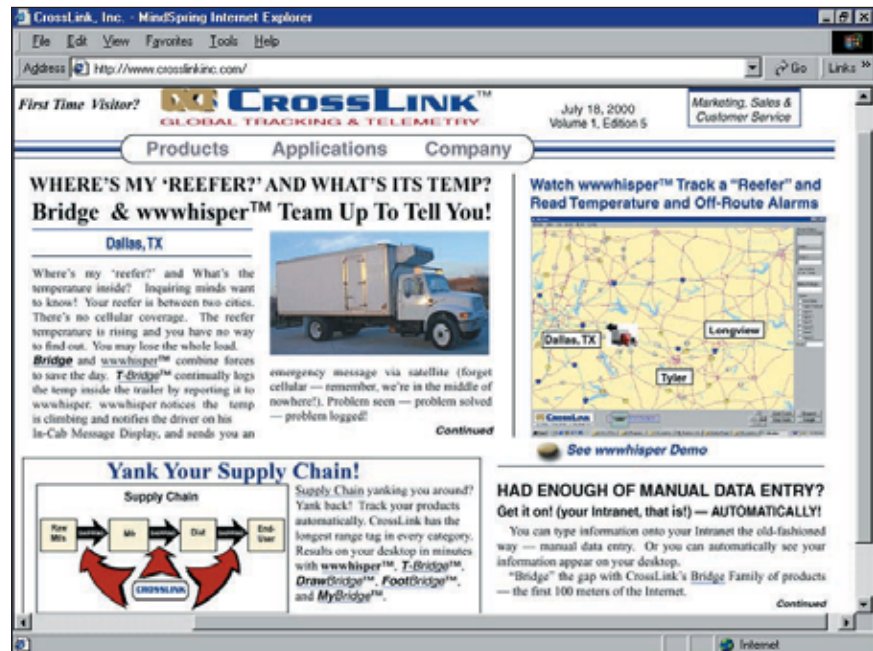 CrossLink, Inc. - MindSpring Internet Explorer
File Edit View Favorites Tools Help
Address http://www.crosslinkinc.com/
Go Links »
First Time Visitor?
CROSSLINK™
GLOBAL TRACKING & TELEMETRY
July 18, 2000
Volume 1, Edition 5
Marketing, Sales &
Customer Service
Products Applications Company
WHERE'S MY 'REEFER?' AND WHAT'S ITS TEMP?
Bridge & wwwhisper™ Team Up To Tell You!
Dallas, TX
Where's my 'reefer?' and What's the
temperature inside? Inquiring minds want
to know! Your reefer is between two cities.
There's no cellular coverage. The reefer
temperature is rising and you have no way
to find out. You may lose the whole load.
Bridge and wwwhisper™ combine forces
to save the day. T-Bridge™ continually logs
the temp inside the trailer by reporting it to
wwwhisper. wwwhisper notices the temp
is climbing and notifies the driver on his
In-Cab Message Display, and sends you an
emergency message via satellite (forget
cellular — remember, we're in the middle of
nowhere!). Problem seen — problem solved
— problem logged!
Continued
Watch wwwhisper™ Track a "Reefer" and
Read Temperature and Off-Route Alarms
Dallas, TX
Longview
Tyler
CROSSLINK
See wwwhisper Demo
Yank Your Supply Chain!
Supply Chain
Raw
Mtls
Mfr
Dist
End-
User
CROSSLINK
Supply Chain yanking you around?
Yank back! Track your products
automatically. CrossLink has the
longest range tag in every category.
Results on your desktop in minutes
with wwwhisper™, T-Bridge™,
DrawBridge™, FootBridge™,
and MyBridge™.
HAD ENOUGH OF MANUAL DATA ENTRY?
Get it on! (your Intranet, that is!) — AUTOMATICALLY!
You can type information onto your Intranet the old-fashioned
way — manual data entry. Or you can automatically see your
information appear on your desktop.
"Bridge" the gap with CrossLink's Bridge Family of products
— the first 100 meters of the Internet.
Continued
Internet